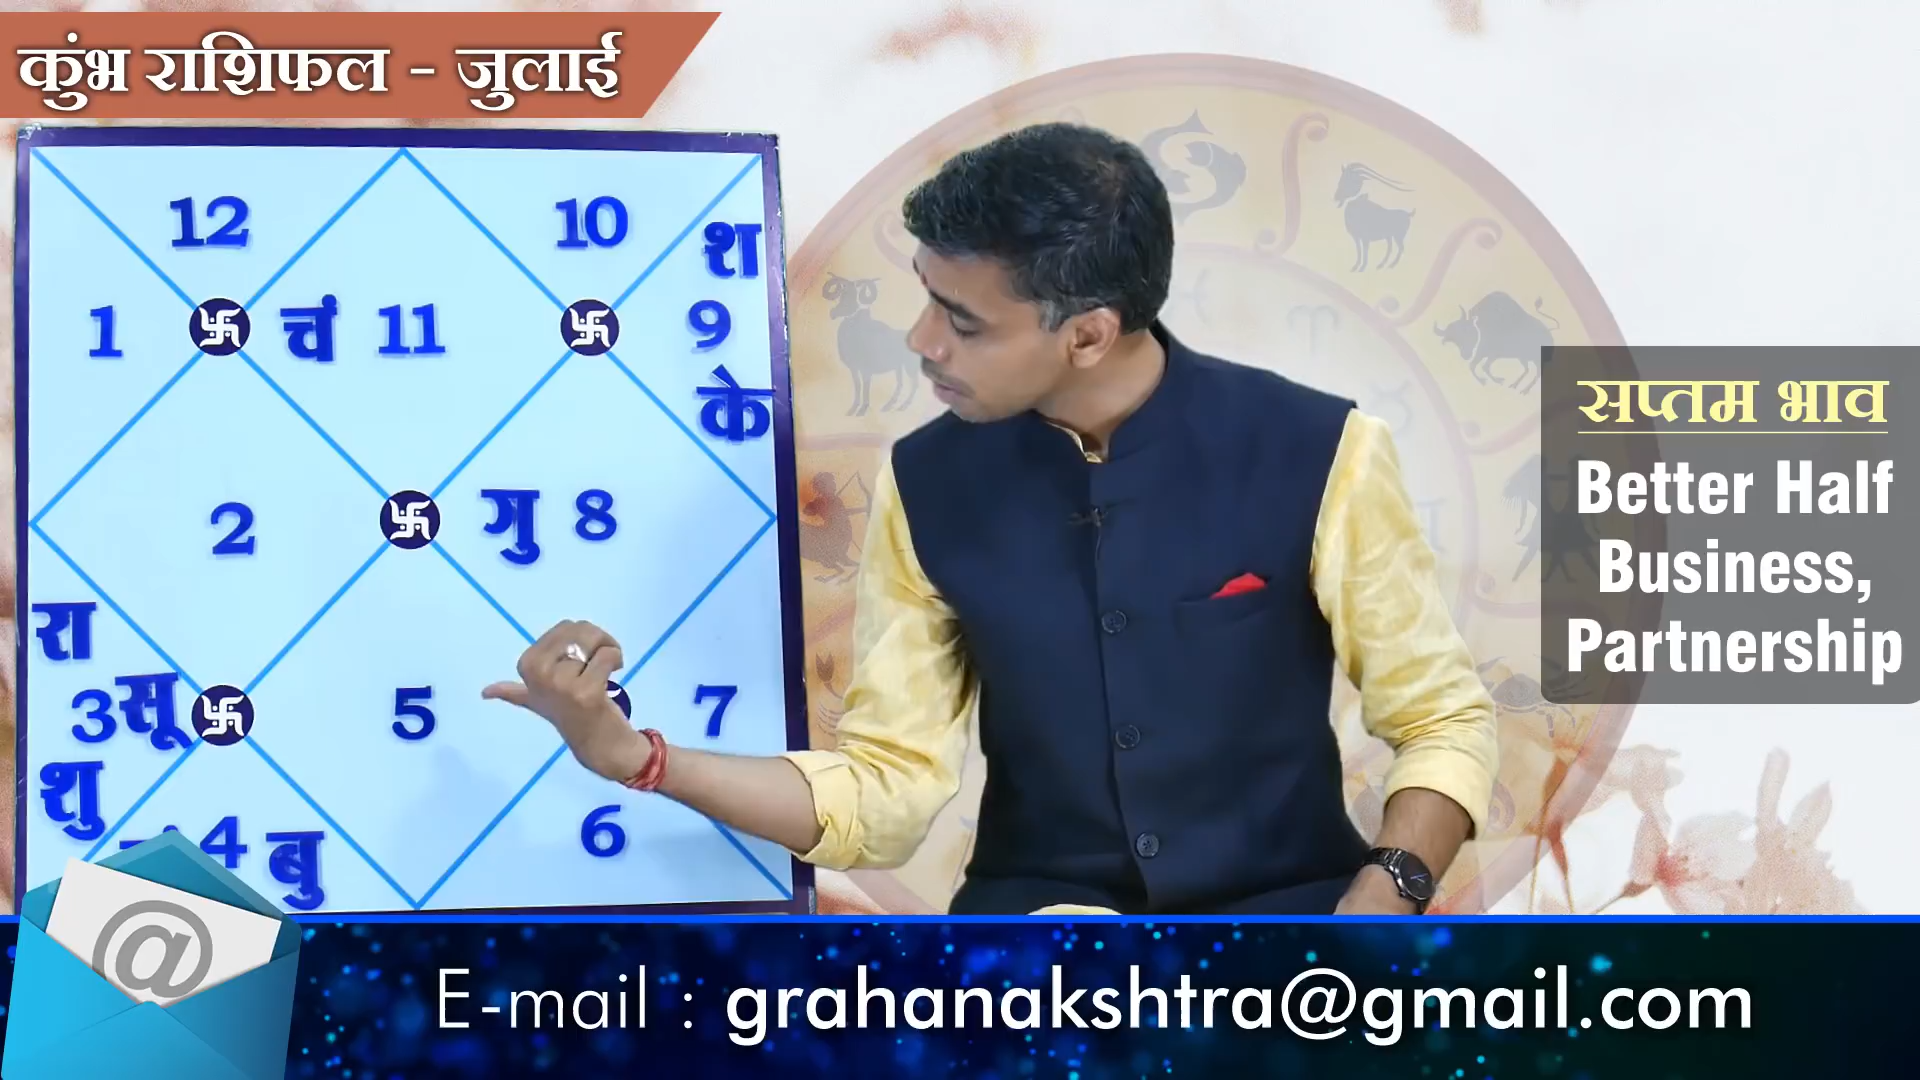 कुंभ राशिफल - जुलाई
12
10
श
1
चं 11
9
के
2
गु 8
रा
3 सू
5
7
शु
4 बु
6
सप्तम भाव
Better Half
Business,
Partnership
@
E-mail : grahanakshtra@gmail.com